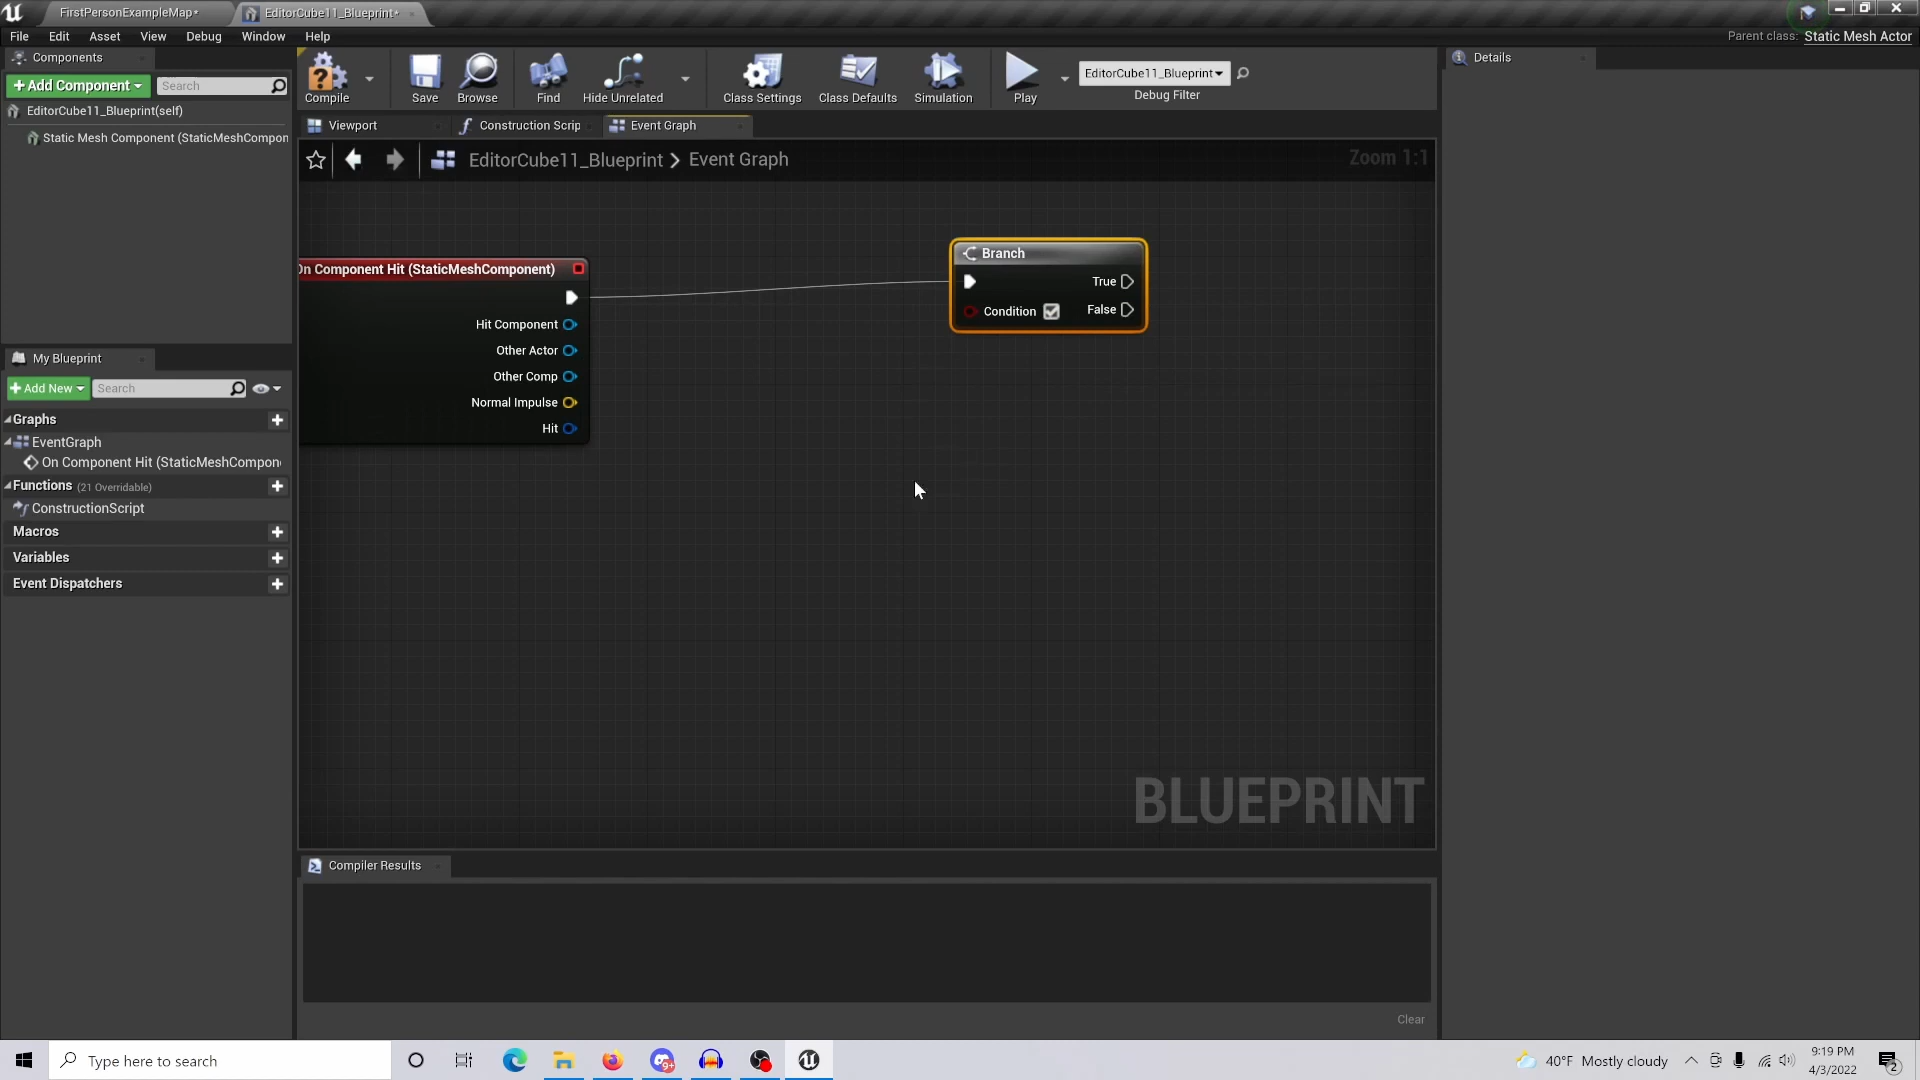 FirstPersonExampleMap*
EditorCube11_Blueprint*
File Edit Asset View Debug Window Help
Parent class: Static Mesh Actor
Components
+ Add Component
Search
EditorCube11_Blueprint(self)
Static Mesh Component (StaticMeshCompon
Compile
Save
Browse
Find
Hide Unrelated
Class Settings
Class Defaults
Simulation
Play
EditorCube11_Blueprint
Debug Filter
Details
Viewport
Construction Scrip
Event Graph
EditorCube11_Blueprint > Event Graph
Zoom 1:1
On Component Hit (StaticMeshComponent)
Hit Component
Other Actor
Other Comp
Normal Impulse
Hit
Branch
True
Condition
False
My Blueprint
+ Add New
Search
Graphs
EventGraph
On Component Hit (StaticMeshCompon
Functions (21 Overridable)
ConstructionScript
Macros
Variables
Event Dispatchers
BLUEPRINT
Compiler Results
Clear
Type here to search
9+
40°F Mostly cloudy
9:19 PM
4/3/2022
2